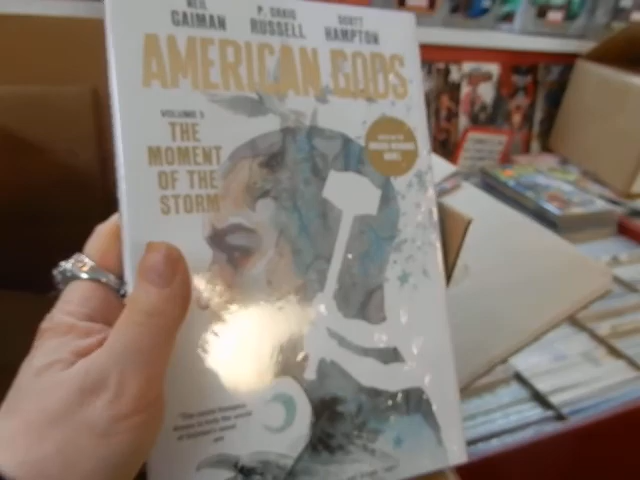 NEIL
GAIMAN
P. CRAIG
RUSSELL
SCOTT
HAMPTON
AMERICAN GODS
VOLUME 3
THE
MOMENT
OF THE
STORM